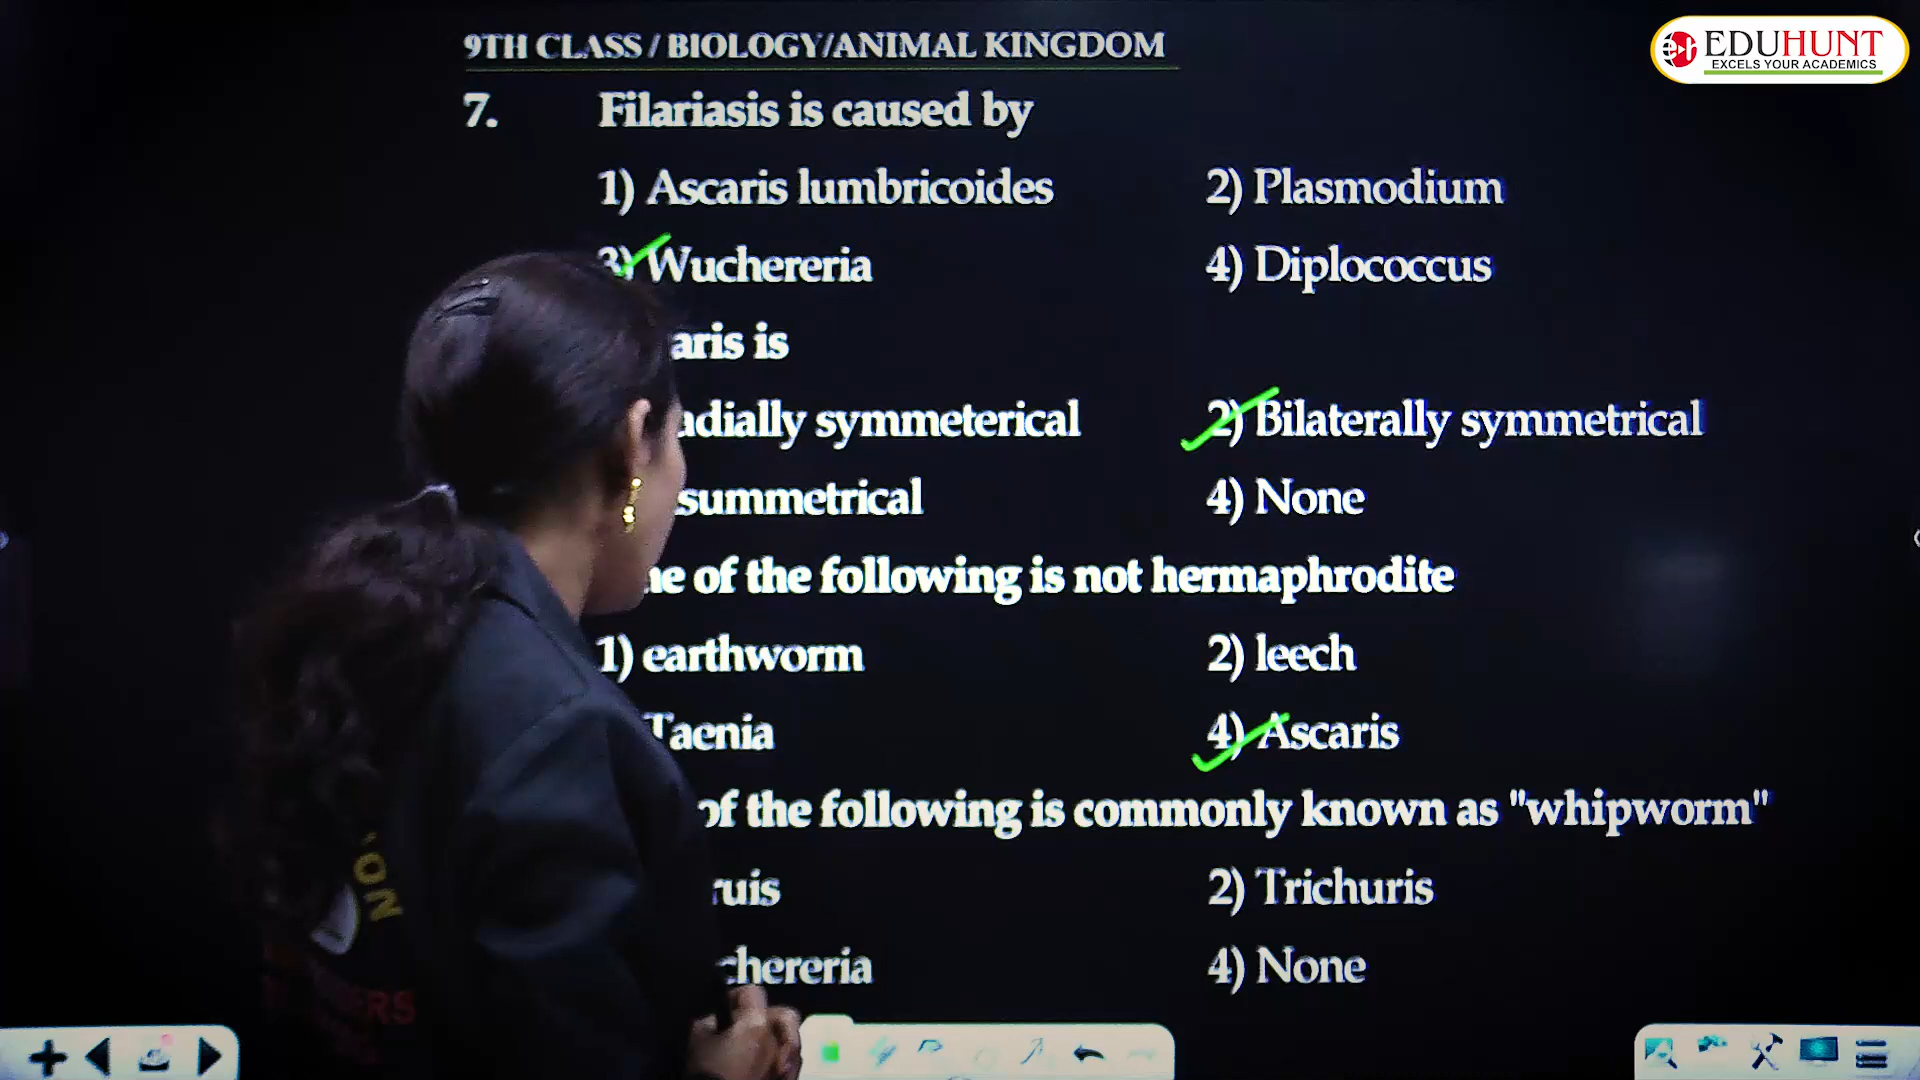 9TH CLASS / BIOLOGY/ANIMAL KINGDOM
EDUHUNT
EXCELS YOUR ACADEMICS
7. Filariasis is caused by
1) Ascaris lumbricoides 2) Plasmodium
3) Wuchereria 4) Diplococcus
aris is
adially symmeterical 2) Bilaterally symmetrical
summetrical 4) None
ne of the following is not hermaphrodite
1) earthworm 2) leech
Taenia 4) Ascaris
of the following is commonly known as "whipworm"
ruis 2) Trichuris
chereria 4) None